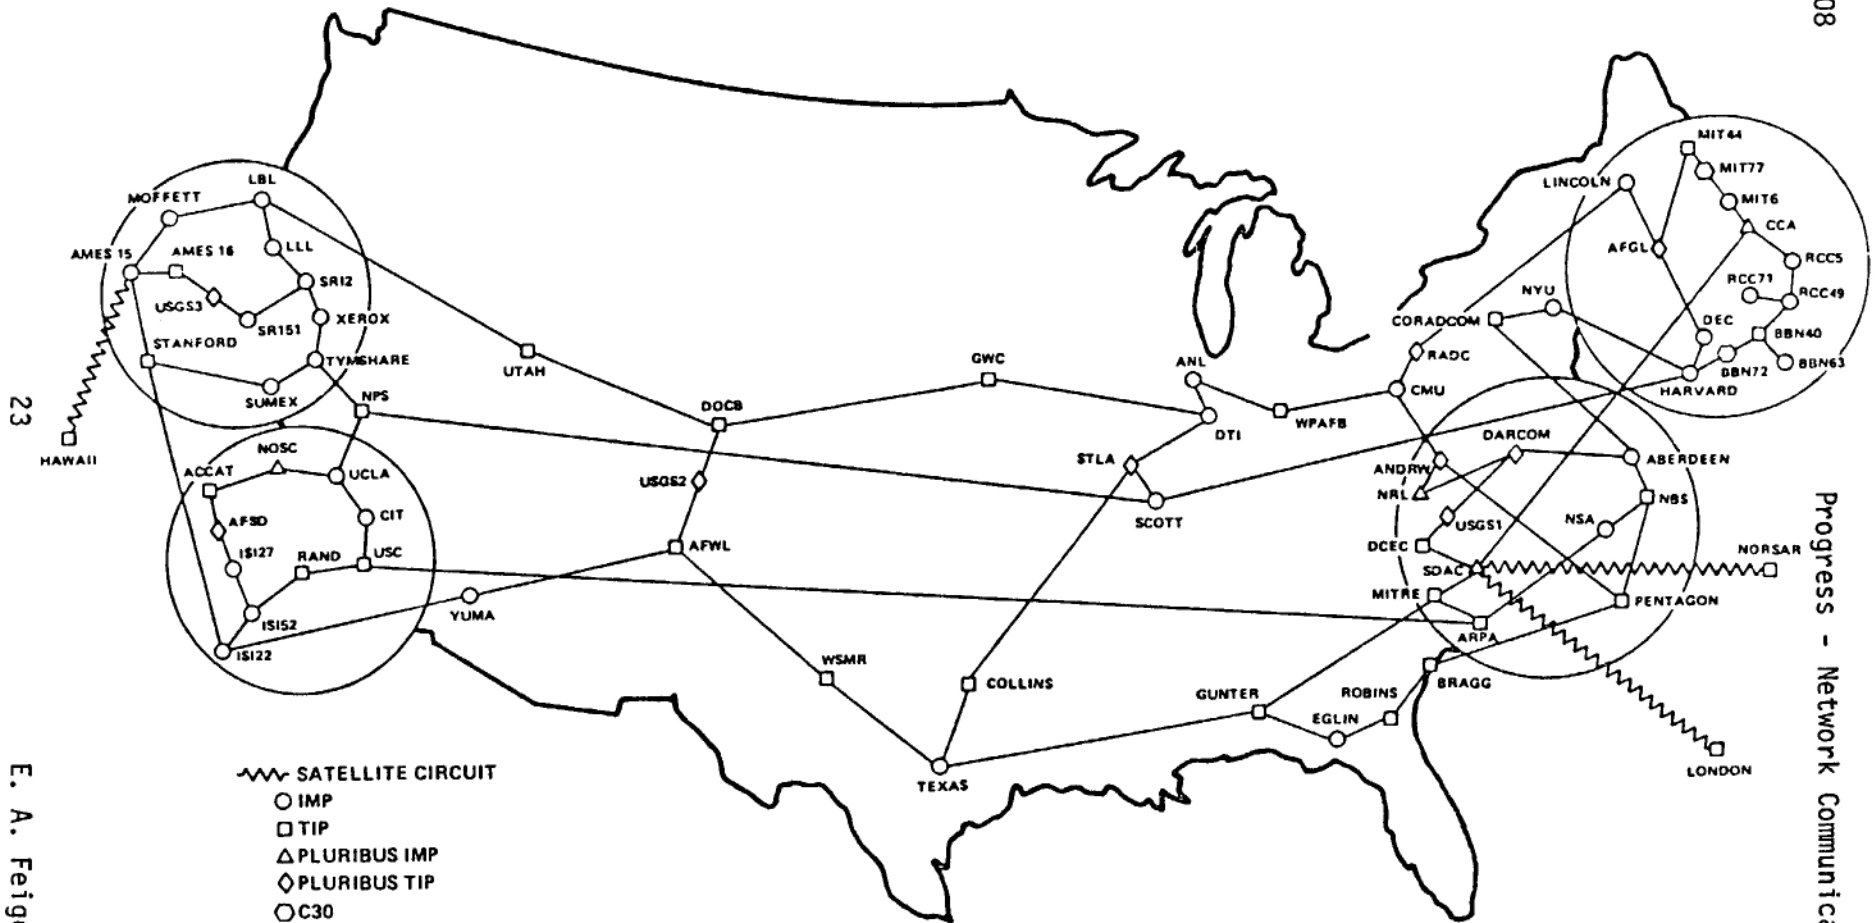 08
Progress - Network Communica
23
E. A. Feig
MOFFETT
LBL
AMES 15
AMES 16
LLL
SRI2
USGS3
SRI51
XEROX
STANFORD
TYMSHARE
SUMEX
NPS
HAWAII
NOSC
ACCAT
UCLA
AFSD
CIT
ISI27
RAND
USC
ISI52
ISI22
YUMA
UTAH
DOCB
USGS2
AFWL
GWC
ANL
DTI
WPAFB
STLA
SCOTT
WSMR
COLLINS
TEXAS
GUNTER
EGLIN
ROBINS
BRAGG
MIT44
MIT77
LINCOLN
MIT6
CCA
AFGL
RCC5
RCC71
RCC49
NYU
DEC
BBN40
CORADCOM
RADC
BBN72
BBN63
HARVARD
CMU
DARCOM
ANDRW
ABERDEEN
NRL
NBS
USGS1
NSA
DCEC
SDAC
NORSAR
MITRE
PENTAGON
ARPA
LONDON
SATELLITE CIRCUIT
IMP
TIP
PLURIBUS IMP
PLURIBUS TIP
C30